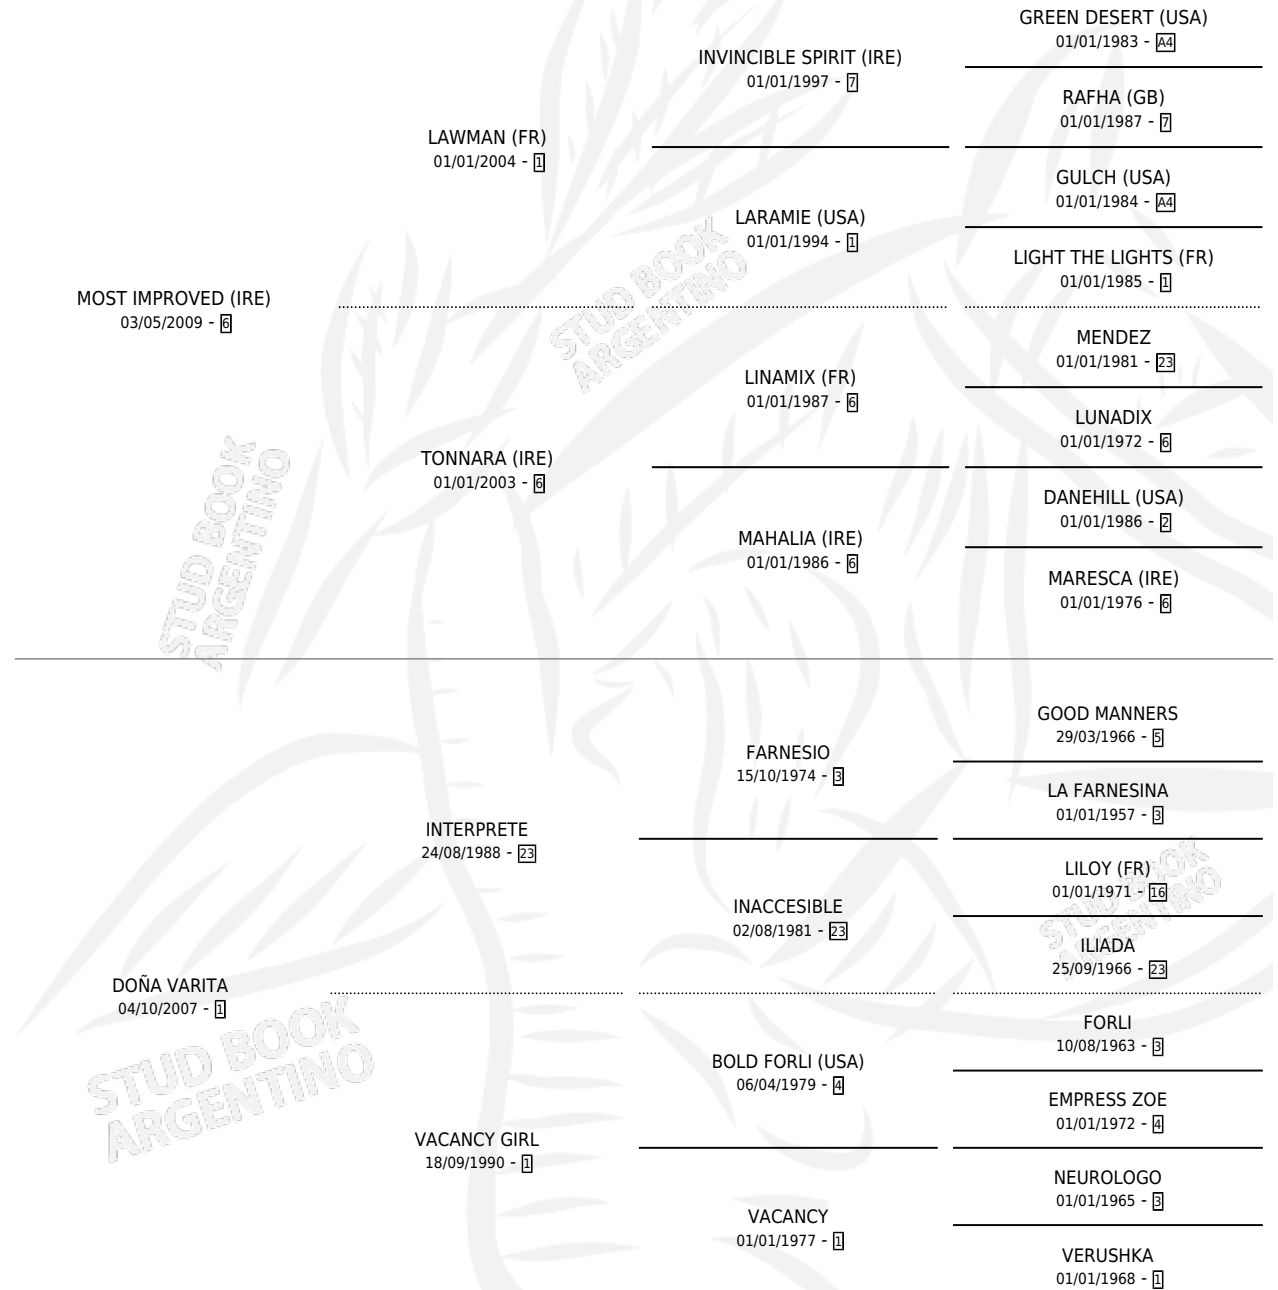 GREEN DESERT (USA)
01/01/1983 - A4
INVINCIBLE SPIRIT (IRE)
01/01/1997 - 7
RAFHA (GB)
01/01/1987 - 7
LAWMAN (FR)
01/01/2004 - 1
GULCH (USA)
01/01/1984 - A4
LARAMIE (USA)
01/01/1994 - 1
LIGHT THE LIGHTS (FR)
01/01/1985 - 1
MOST IMPROVED (IRE)
03/05/2009 - 6
MENDEZ
01/01/1981 - 23
LINAMIX (FR)
01/01/1987 - 6
LUNADIX
01/01/1972 - 6
TONNARA (IRE)
01/01/2003 - 6
DANEHILL (USA)
01/01/1986 - 2
MAHALIA (IRE)
01/01/1986 - 6
MARESCA (IRE)
01/01/1976 - 6
GOOD MANNERS
29/03/1966 - 5
FARNESIO
15/10/1974 - 3
LA FARNESINA
01/01/1957 - 3
INTERPRETE
24/08/1988 - 23
LILOY (FR)
01/01/1971 - 16
INACCESIBLE
02/08/1981 - 23
ILIADA
25/09/1966 - 23
DOÑA VARITA
04/10/2007 - 1
FORLI
10/08/1963 - 3
BOLD FORLI (USA)
06/04/1979 - 4
EMPRESS ZOE
01/01/1972 - 4
VACANCY GIRL
18/09/1990 - 1
NEUROLOGO
01/01/1965 - 3
VACANCY
01/01/1977 - 1
VERUSHKA
01/01/1968 - 1
STUD BOOK
ARGENTINO
STUD BOOK
ARGENTINO
STUD BOOK
ARGENTINO
STUD BOOK
ARGENTINO